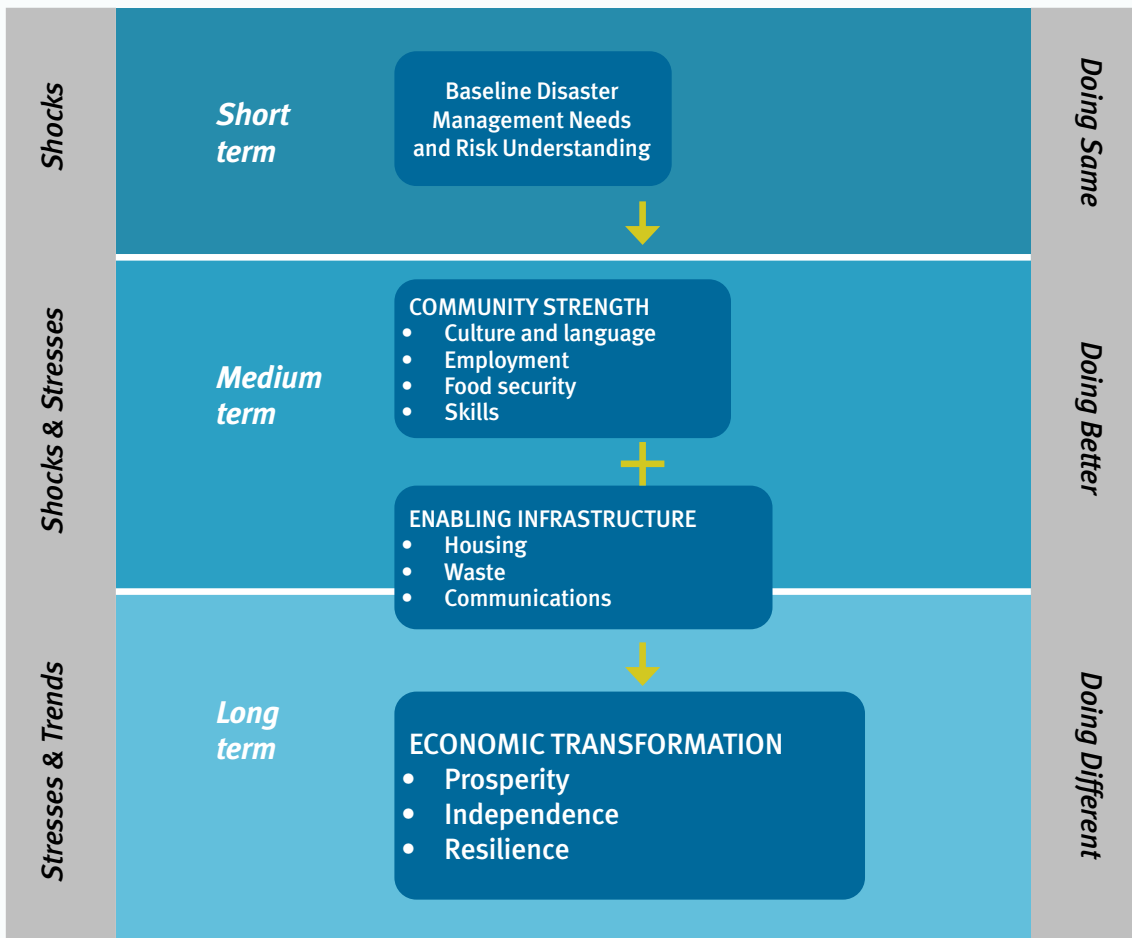 Shocks
Short
term
Baseline Disaster
Management Needs
and Risk Understanding
Doing Same
Shocks & Stresses
Medium
term
COMMUNITY STRENGTH
• Culture and language
• Employment
• Food security
• Skills
+
ENABLING INFRASTRUCTURE
• Housing
• Waste
• Communications
Doing Better
Stresses & Trends
Long
term
ECONOMIC TRANSFORMATION
• Prosperity
• Independence
• Resilience
Doing Different